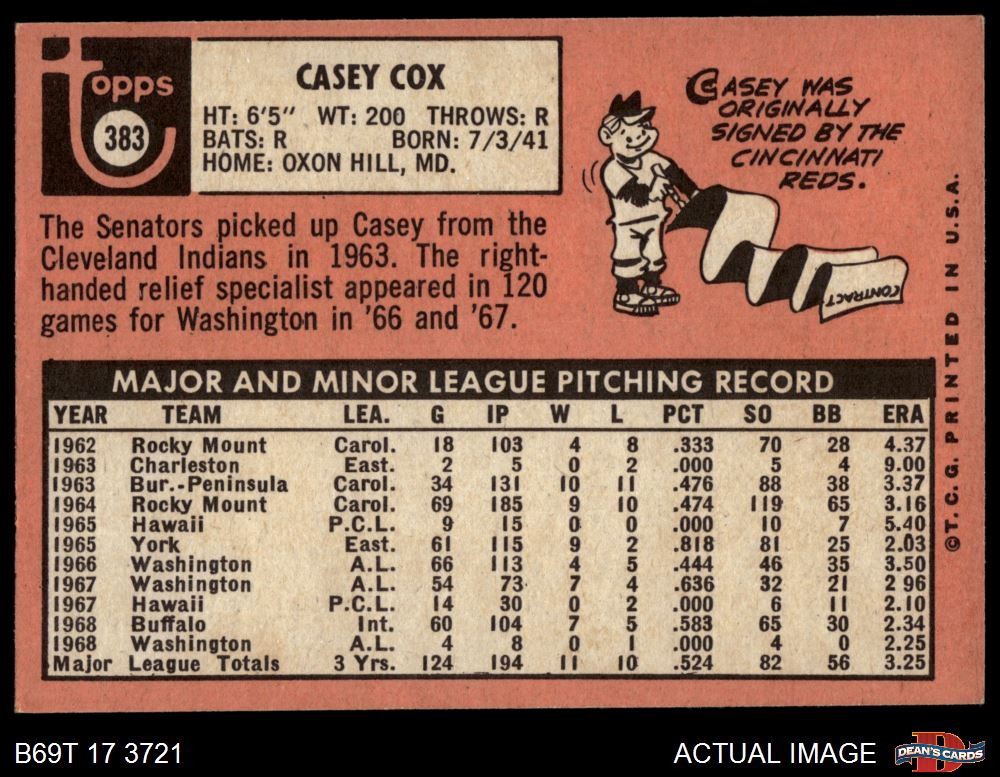 topps
383
CASEY COX
HT: 6'5" WT: 200 THROWS: R
BATS: R BORN: 7/3/41
HOME: OXON HILL, MD.
CASEY WAS
ORIGINALLY
SIGNED BY THE
CINCINNATI
REDS.
CONTRACT
The Senators picked up Casey from the
Cleveland Indians in 1963. The right-
handed relief specialist appeared in 120
games for Washington in '66 and '67.
MAJOR AND MINOR LEAGUE PITCHING RECORD
YEAR TEAM LEA. G IP W L PCT SO BB ERA
1962 Rocky Mount Carol. 18 103 4 8 .333 70 28 4.37
1963 Charleston East. 2 5 0 2 .000 5 4 9.00
1963 Bur.-Peninsula Carol. 34 131 10 11 .476 88 38 3.37
1964 Rocky Mount Carol. 69 185 9 10 .474 119 65 3.16
1965 Hawaii P.C.L. 9 15 0 0 .000 10 7 5.40
1965 York East. 61 115 9 2 .818 81 25 2.03
1966 Washington A.L. 66 113 4 5 .444 46 35 3.50
1967 Washington A.L. 54 73 7 4 .636 32 21 2 96
1967 Hawaii P.C.L. 14 30 0 2 .000 6 11 2.10
1968 Buffalo Int. 60 104 7 5 .583 65 30 2.34
1968 Washington A.L. 4 8 0 1 .000 4 0 2.25
Major League Totals 3 Yrs. 124 194 11 10 .524 82 56 3.25
©T.C.G. PRINTED IN U.S.A.
B69T 17 3721
ACTUAL IMAGE
D
DEAN'S CARDS